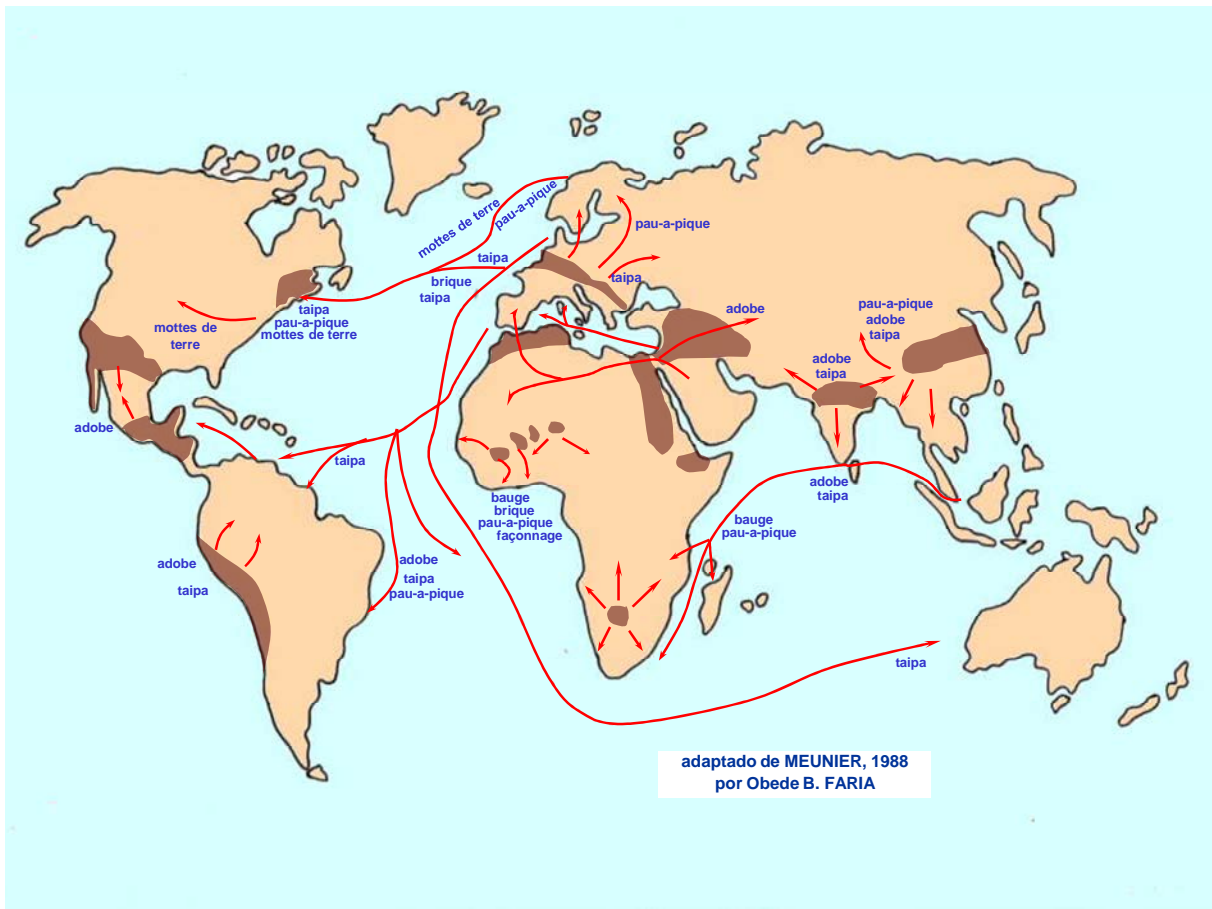 mottes de terre
pau-a-pique
pau-a-pique
taipa
brique
taipa
taipa
taipa
pau-a-pique
mottes de terre
mottes de
terre
adobe
adobe
taipa
pau-a-pique
adobe
taipa
adobe
taipa
adobe
taipa
bauge
brique
pau-a-pique
façonnage
bauge
pau-a-pique
adobe
taipa
adobe
taipa
pau-a-pique
taipa
adaptado de MEUNIER, 1988
por Obede B. FARIA